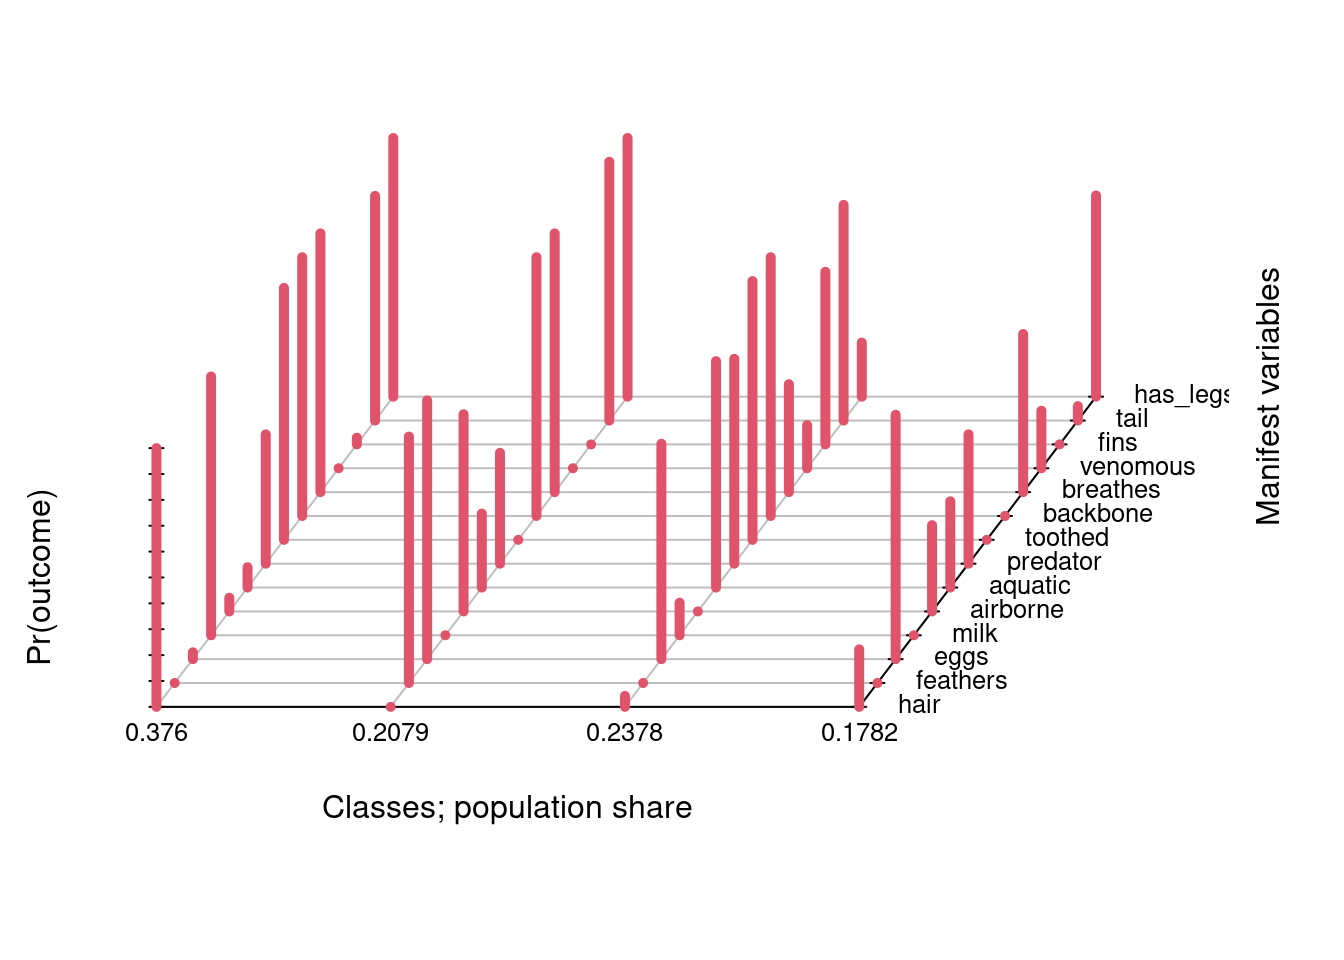 has_legs
tail
fins
venomous
breathes
backbone
toothed
predator
aquatic
airborne
milk
eggs
feathers
hair
Manifest variables
Pr(outcome)
0.376 0.2079 0.2378 0.1782
Classes; population share